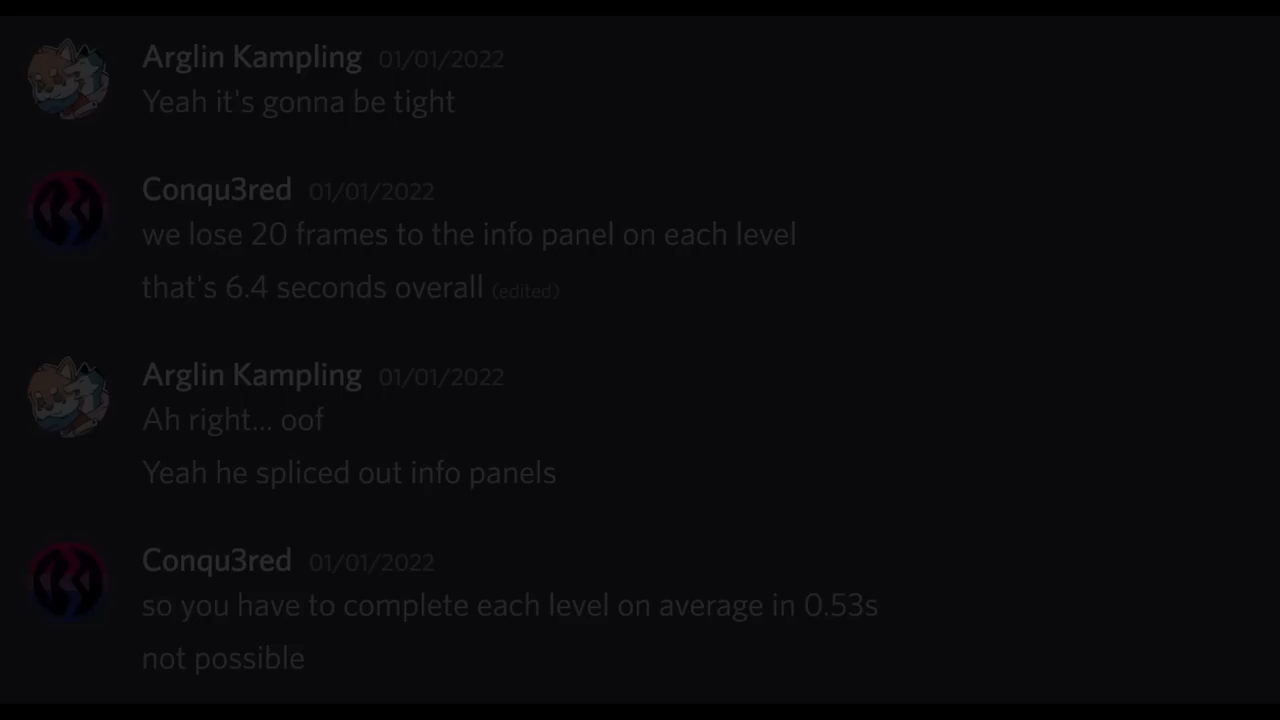 Arglin Kampling 01/01/2022
Yeah it's gonna be tight
Conqu3red 01/01/2022
we lose 20 frames to the info panel on each level
that's 6.4 seconds overall (edited)
Arglin Kampling 01/01/2022
Ah right... oof
Yeah he spliced out info panels
Conqu3red 01/01/2022
so you have to complete each level on average in 0.53s
not possible